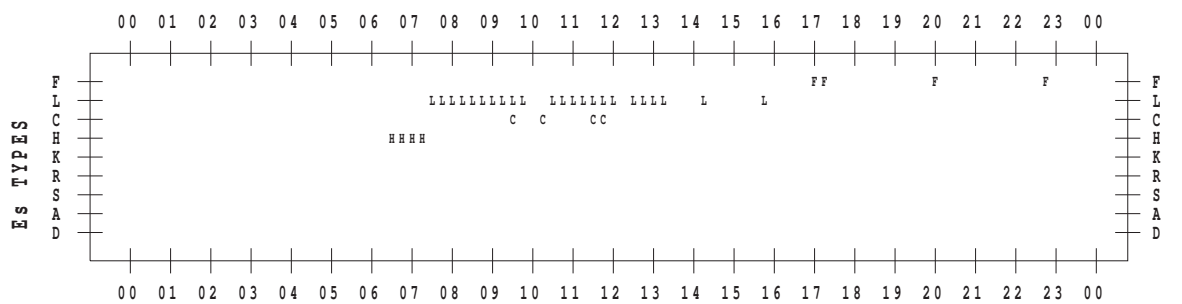 00 01 02 03 04 05 06 07 08 09 10 11 12 13 14 15 16 17 18 19 20 21 22 23 00
F FF F F F
L LLLLLLLLLL LLLLLLL LLLL L L L
C C C CC C
H HHHH H
K K
R R
S S
A A
D D
Es TYPES
00 01 02 03 04 05 06 07 08 09 10 11 12 13 14 15 16 17 18 19 20 21 22 23 00